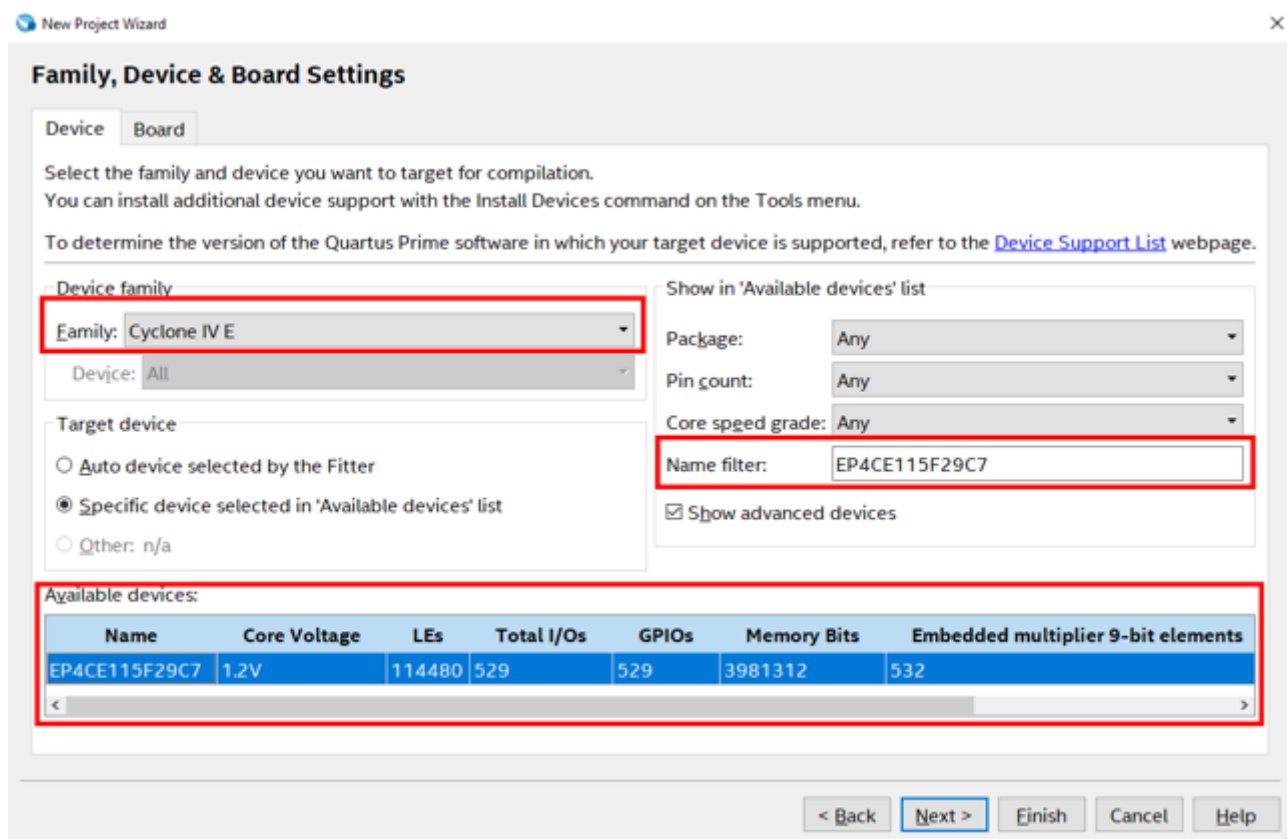 New Project Wizard
Family, Device & Board Settings
Device Board
Select the family and device you want to target for compilation.
You can install additional device support with the Install Devices command on the Tools menu.
To determine the version of the Quartus Prime software in which your target device is supported, refer to the Device Support List webpage.
Device family
Family: Cyclone IV E
Device: All
Target device
Auto device selected by the Fitter
Specific device selected in 'Available devices' list
Other: n/a
Show in 'Available devices' list
Package: Any
Pin count: Any
Core speed grade: Any
Name filter: EP4CE115F29C7
Show advanced devices
Available devices:
Name Core Voltage LEs Total I/Os GPIOs Memory Bits Embedded multiplier 9-bit elements
EP4CE115F29C7 1.2V 114480 529 529 3981312 532
< Back Next > Finish Cancel Help